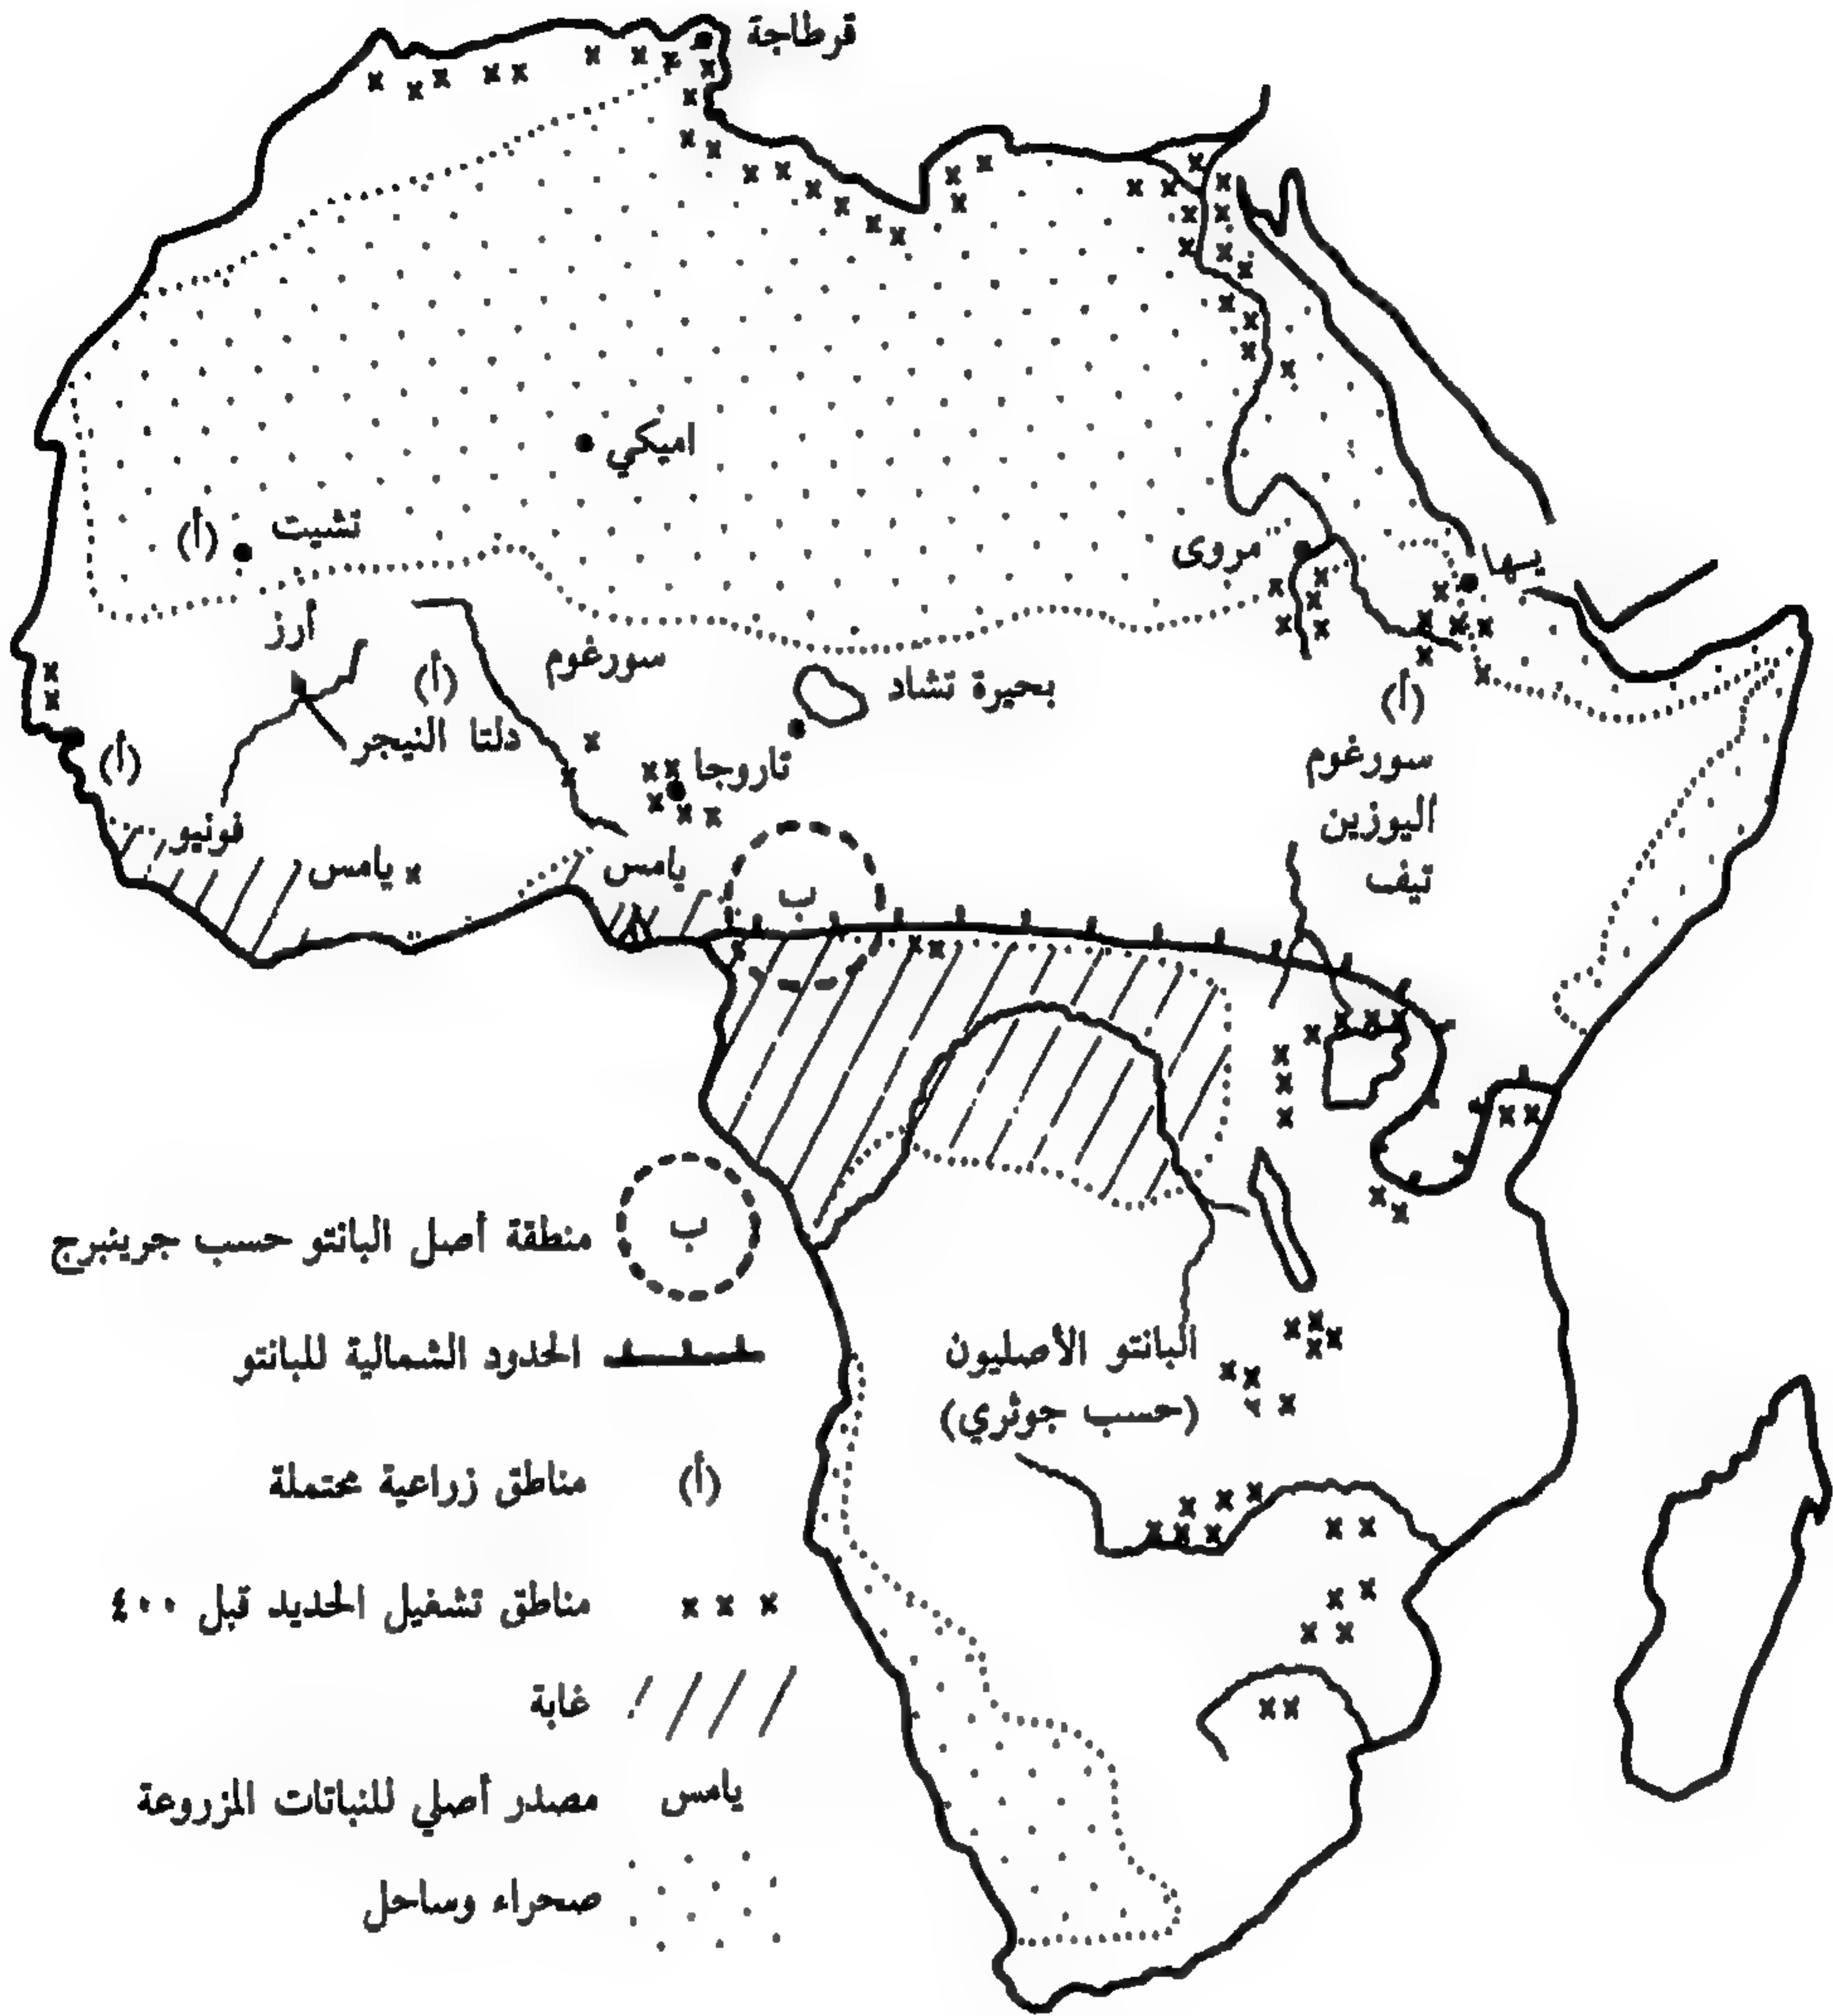 قرطاجة
اميكي
(أ)
تشيت
مروى
يها
أرز
(أ)
سورغوم
بحيرة تشاد
(أ)
دلتا النيجر
(أ)
تاروجا
سورغوم
اليوزين
تيف
فونيو
يامس
يامس
ب
ب
منطقة أصل البانتو حسب جرينبرج
الحدود الشمالية للبانتو
البانتو الأصليون
(حسب جوثري)
(أ)
مناطق زراعية محتملة
مناطق تشغيل الحديد قبل ٤٠٠
غابة
يامس
مصدر أصلي للنباتات المزروعة
صحراء وساحل